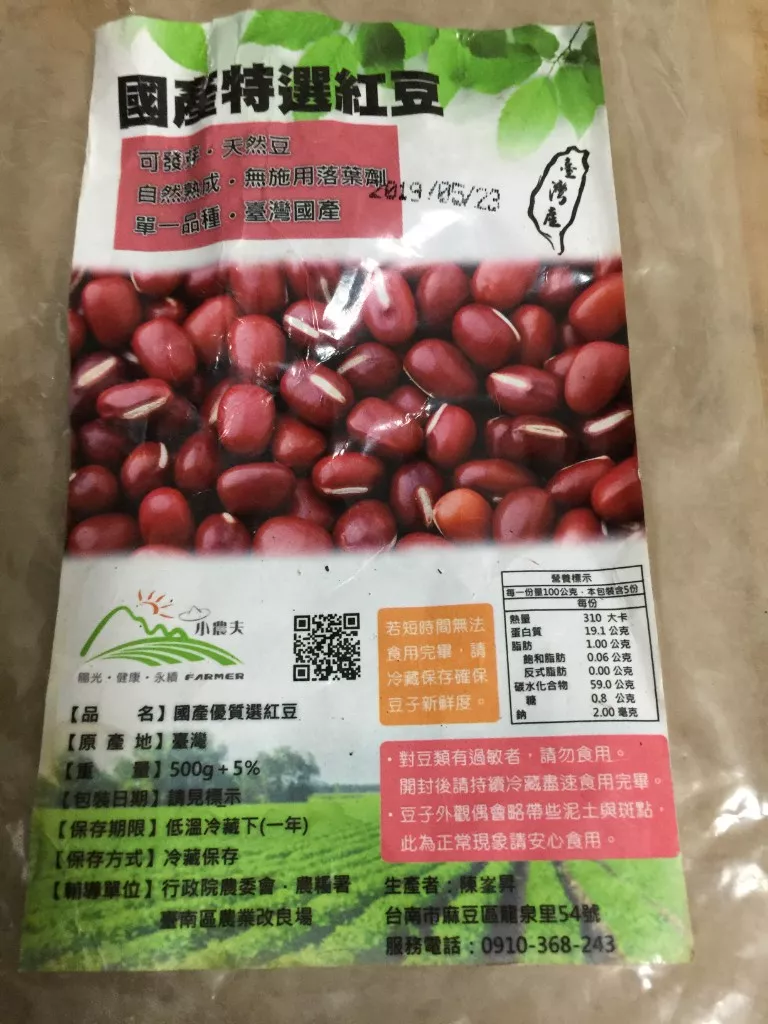 國產特選紅豆
可發芽·天然豆
自然熟成·無施用落葉劑
單一品種·臺灣國產
2019/05/23
臺灣產
小農夫
陽光·健康·永續 FARMER
若短時間無法
食用完畢,請
冷藏保存確保
豆子新鮮度。
營養標示
每一份量100公克,本包裝含5份
每份
熱量 310 大卡
蛋白質 19.1 公克
脂肪 1.00 公克
飽和脂肪 0.06 公克
反式脂肪 0.00 公克
碳水化合物 59.0 公克
糖 0.8 公克
鈉 2.00 毫克
【品 名】國產優質選紅豆
【原 產 地】臺灣
【重 量】500g+5%
【包裝日期】請見標示
【保存期限】低溫冷藏下(一年)
【保存方式】冷藏保存
【輔導單位】行政院農委會·農糧署
臺南區農業改良場
·對豆類有過敏者,請勿食用。
開封後請持續冷藏盡速食用完畢。
·豆子外觀偶會略帶些泥土與斑點,
此為正常現象請安心食用。
生產者:陳峯昇
台南市麻豆區龍泉里54號
服務電話:0910-368-243